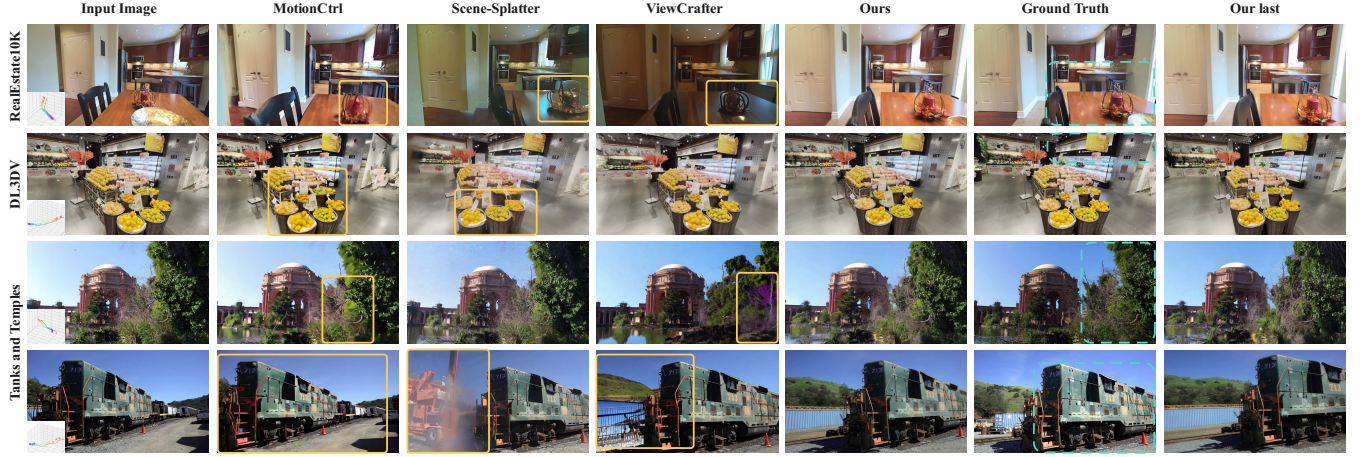 Input Image MotionCtrl Scene-Splatter ViewCrafter Ours Ground Truth Our last
RealEstate10K
DL3DV
Tanks and Temples